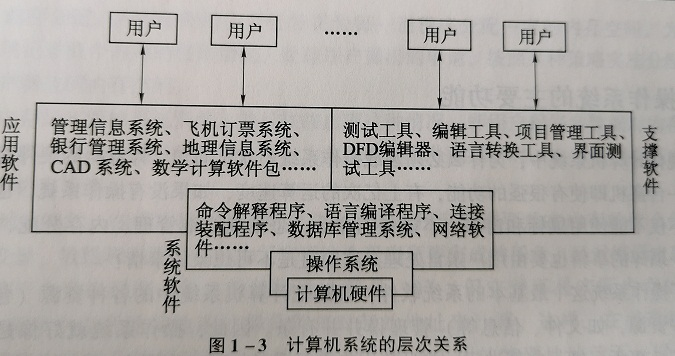 用户
用户
……
用户
用户
应用软件
管理信息系统、飞机订票系统、
银行管理系统、地理信息系统、
CAD 系统、数学计算软件包……
测试工具、编辑工具、项目管理工具、
DFD编辑器、语言转换工具、界面测
试工具……
支撑软件
系统软件
命令解释程序、语言编译程序、连接
装配程序、数据库管理系统、网络软
件……
操作系统
计算机硬件
图 1-3 计算机系统的层次关系